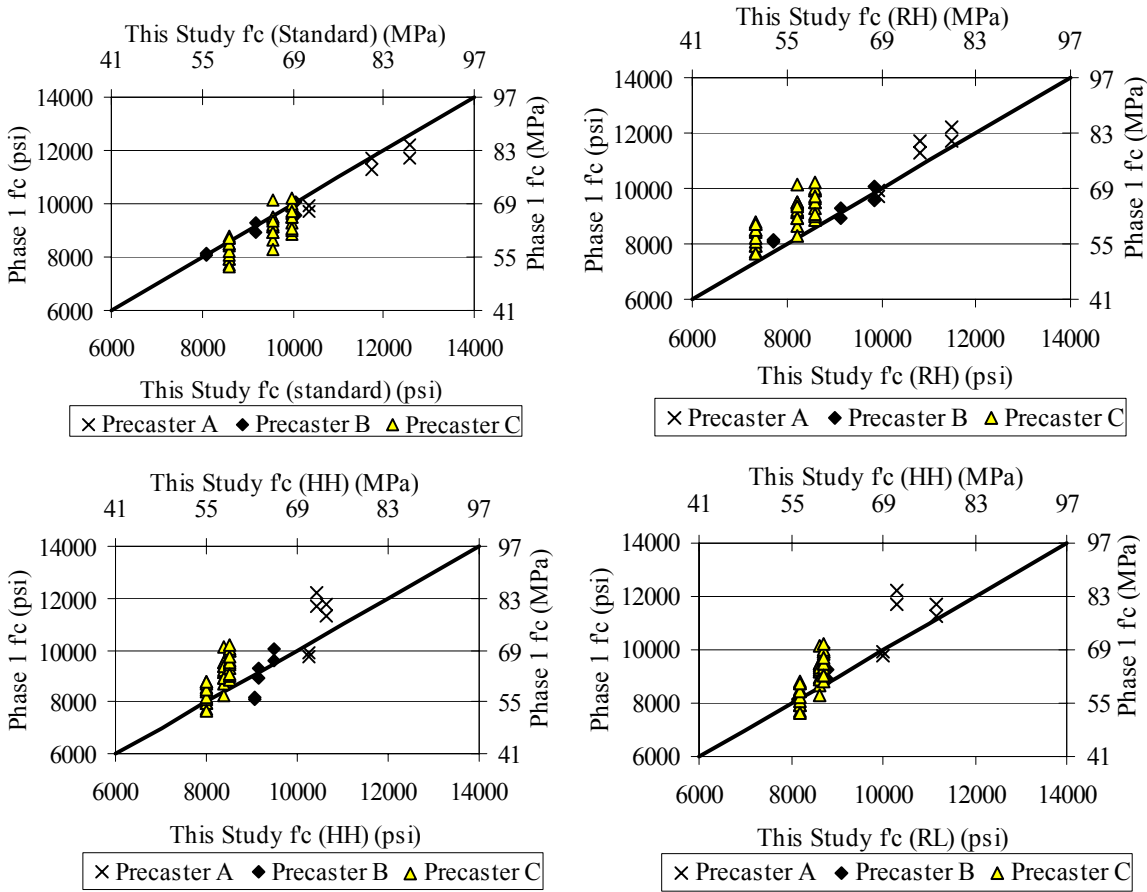 This Study f'c (Standard) (MPa)
41 55 69 83 97
Phase 1 f'c (psi)
14000 97
12000 83
10000 69
8000 55
6000 41
Phase 1 f'c (MPa)
6000 8000 10000 12000 14000
This Study f'c (standard) (psi)
Precaster A Precaster B Precaster C
This Study f'c (RH) (MPa)
41 55 69 83 97
Phase 1 f'c (psi)
14000 97
12000 83
10000 69
8000 55
6000 41
Phase 1 f'c (MPa)
6000 8000 10000 12000 14000
This Study f'c (RH) (psi)
Precaster A Precaster B Precaster C
This Study f'c (HH) (MPa)
41 55 69 83 97
Phase 1 f'c (psi)
14000 97
12000 83
10000 69
8000 55
6000 41
Phase 1 f'c (MPa)
6000 8000 10000 12000 14000
This Study f'c (HH) (psi)
Precaster A Precaster B Precaster C
This Study f'c (HH) (MPa)
41 55 69 83 97
Phase 1 f'c (psi)
14000 97
12000 83
10000 69
8000 55
6000 41
Phase 1 f'c (MPa)
6000 8000 10000 12000 14000
This Study f'c (RL) (psi)
Precaster A Precaster B Precaster C